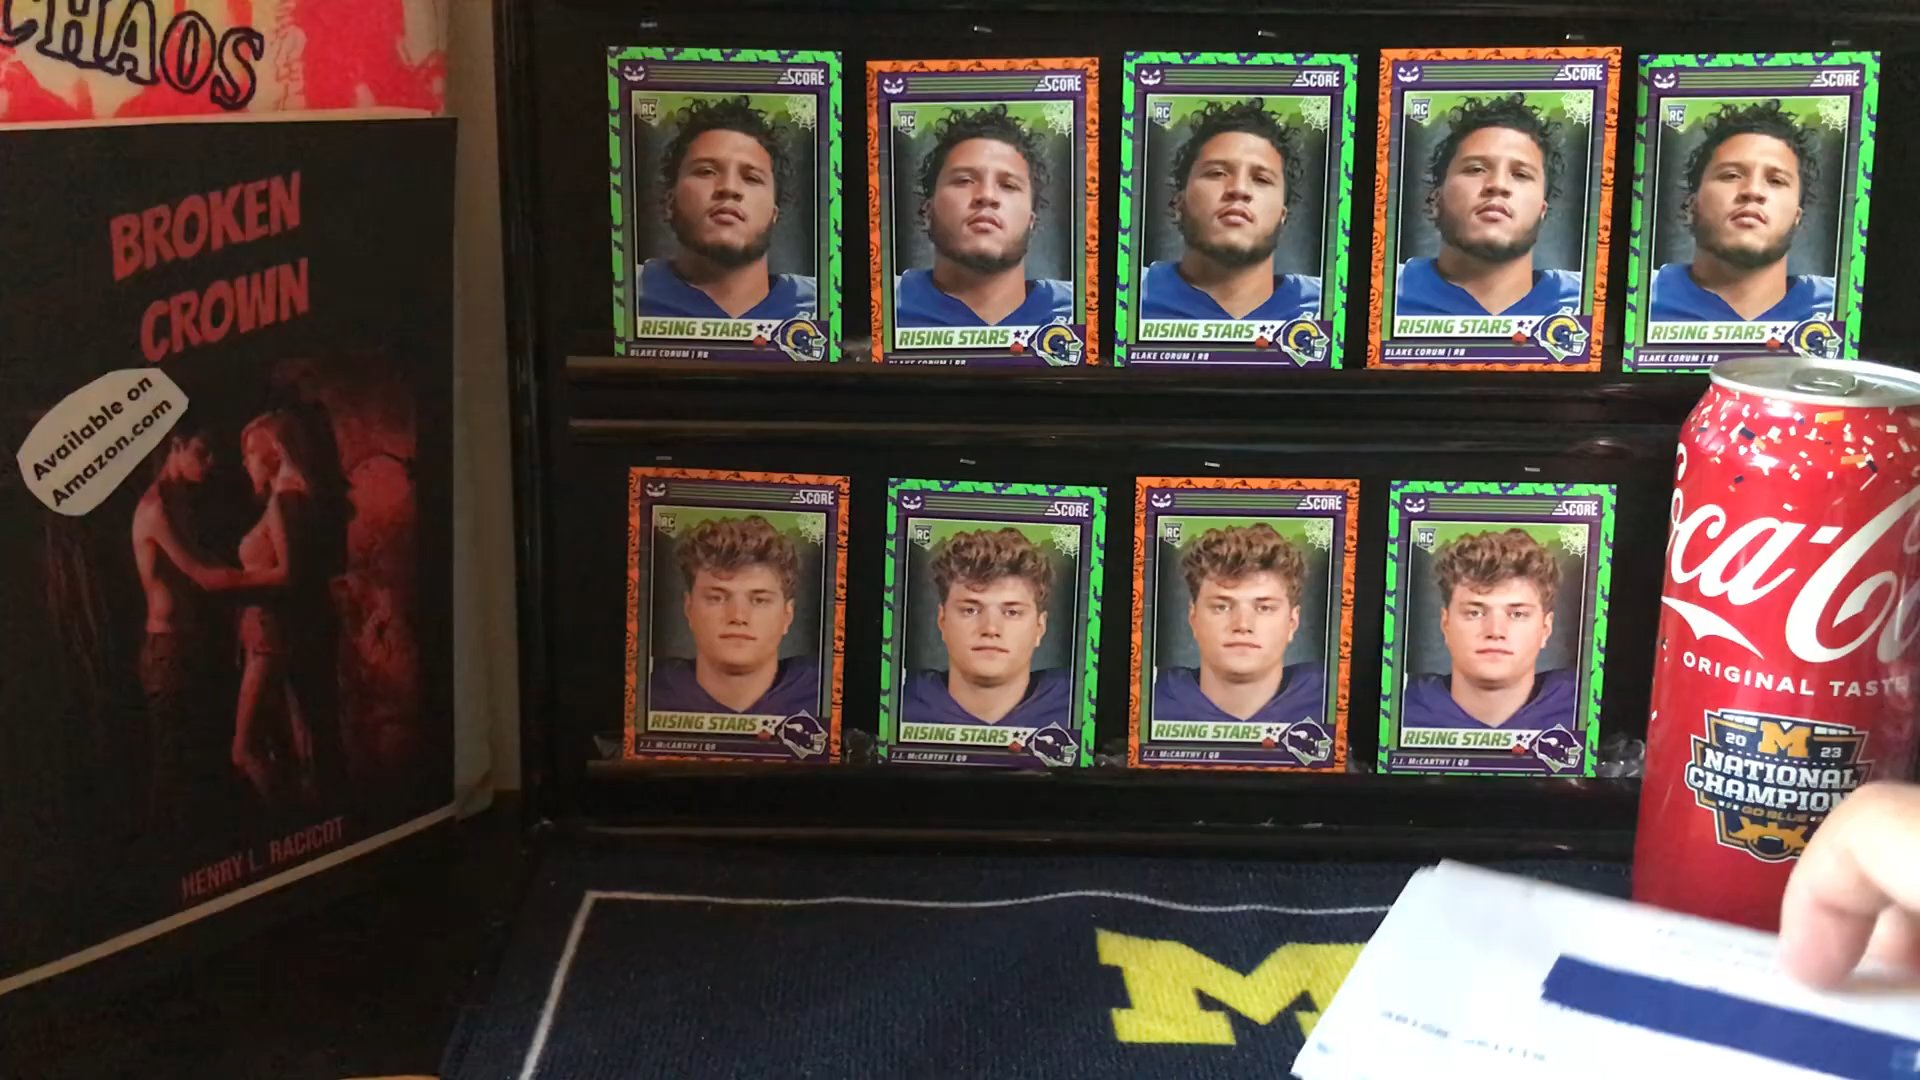 CHAOS
BROKEN
CROWN
Available on
Amazon.com
HENRY L. RACICOT
SCORE
RC
RISING STARS
BLAKE CORUM | RB
SCORE
RC
RISING STARS
BLAKE CORUM | RB
SCORE
RC
RISING STARS
BLAKE CORUM | RB
SCORE
RC
RISING STARS
BLAKE CORUM | RB
SCORE
RC
RISING STARS
BLAKE CORUM | RB
SCORE
RC
RISING STARS
J.J. McCARTHY | QB
SCORE
RC
RISING STARS
J.J. McCARTHY | QB
SCORE
RC
RISING STARS
J.J. McCARTHY | QB
SCORE
RC
RISING STARS
J.J. McCARTHY | QB
Coca-Co
ORIGINAL TASTE
20 M 23
NATIONAL
CHAMPION
GO BLUE
M